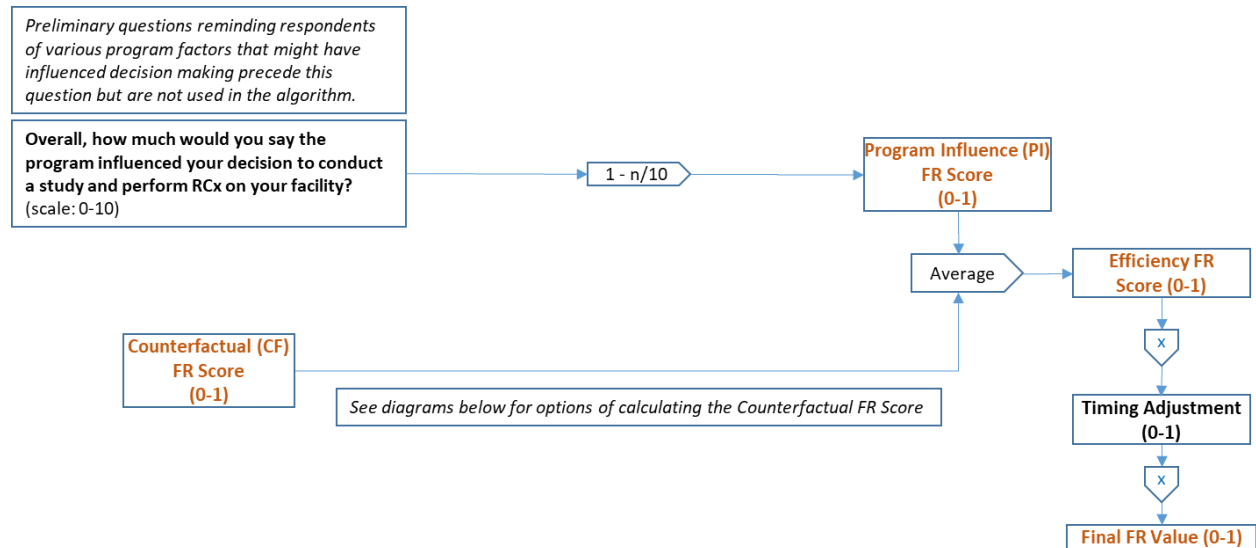 Preliminary questions reminding respondents
of various program factors that might have
influenced decision making precede this
question but are not used in the algorithm.
Overall, how much would you say the
program influenced your decision to conduct
a study and perform RCx on your facility?
(scale: 0-10)
1 - n/10
Program Influence (PI)
FR Score
(0-1)
Average
Efficiency FR
Score (0-1)
x
Counterfactual (CF)
FR Score
(0-1)
See diagrams below for options of calculating the Counterfactual FR Score
Timing Adjustment
(0-1)
x
Final FR Value (0-1)